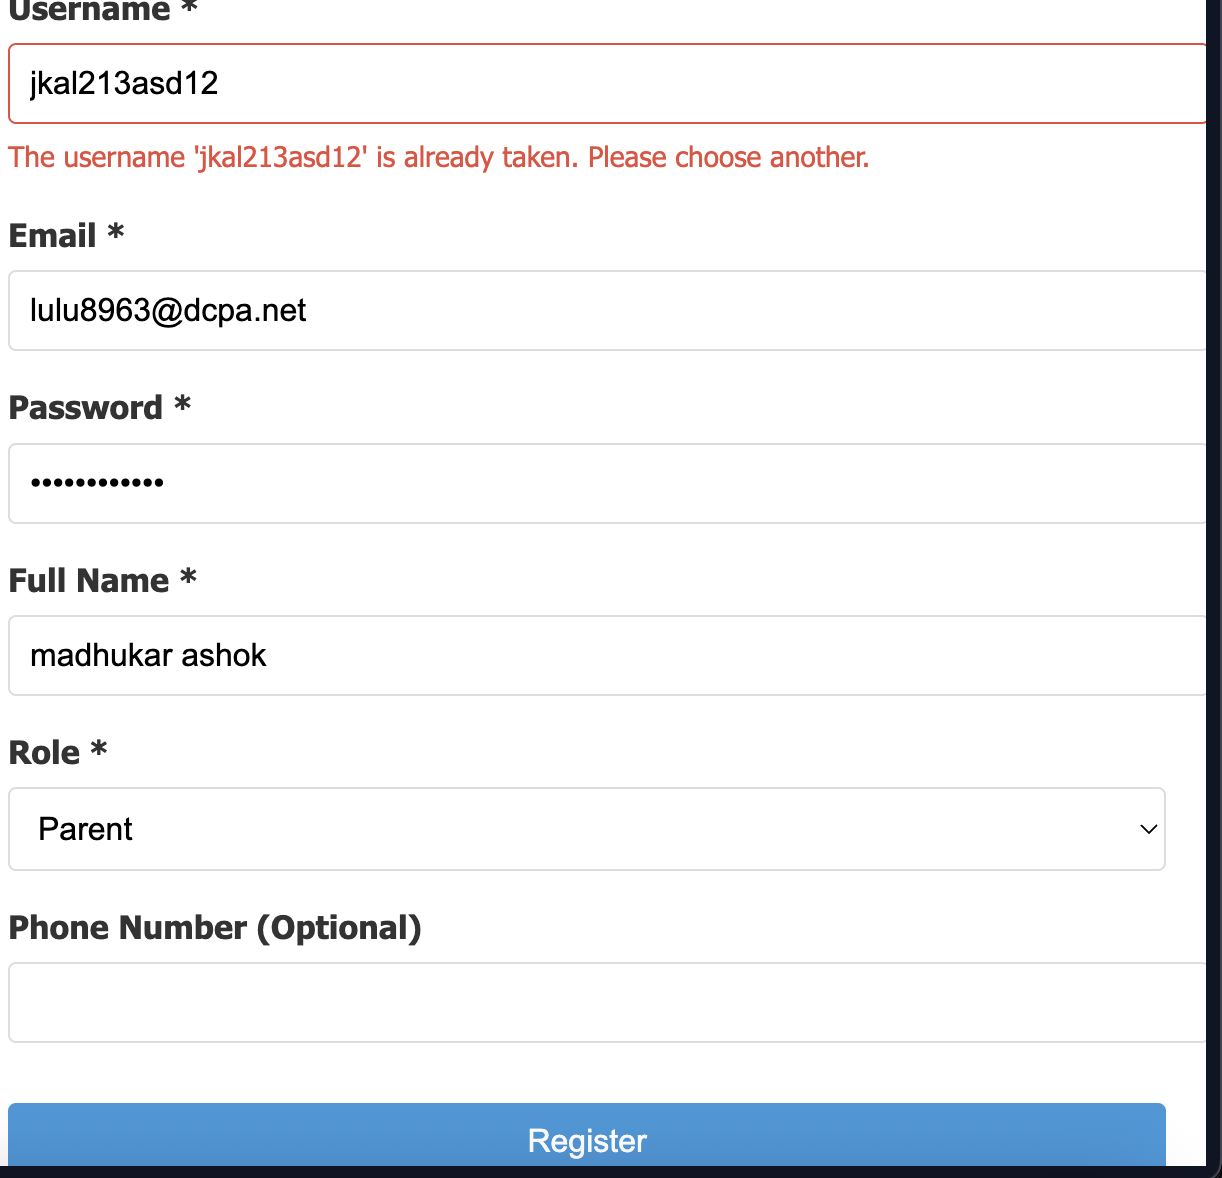 Username *
jkal213asd12
The username 'jkal213asd12' is already taken. Please choose another.
Email *
lulu8963@dcpa.net
Password *
••••••••••••
Full Name *
madhukar ashok
Role *
Parent
Phone Number (Optional)
Register